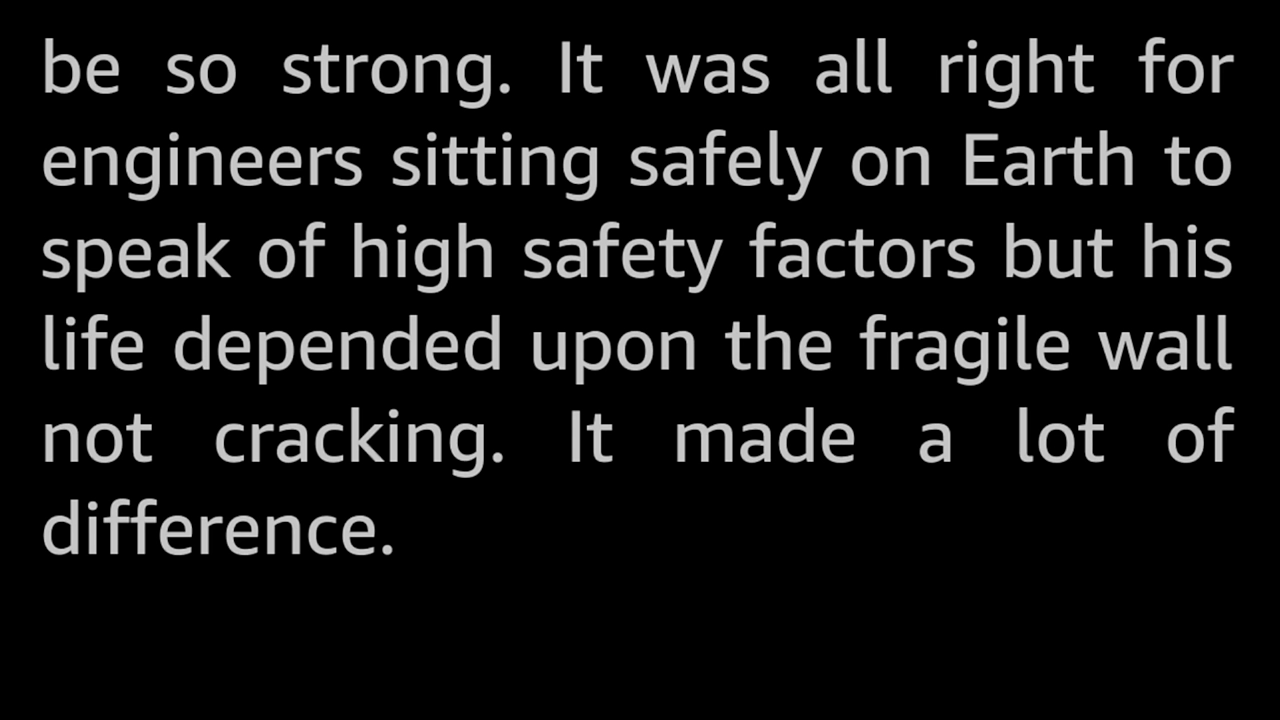 be so strong. It was all right for
engineers sitting safely on Earth to
speak of high safety factors but his
life depended upon the fragile wall
not cracking. It made a lot of
difference.